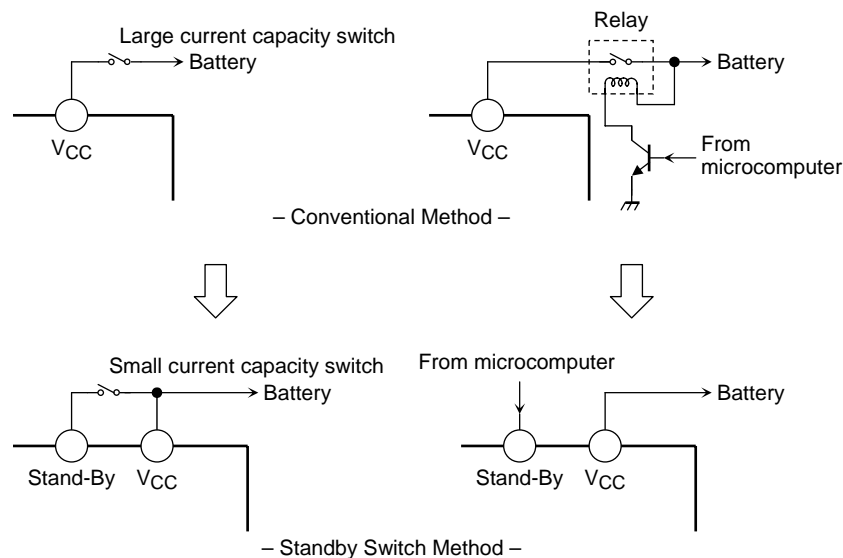 Large current capacity switch
Battery
VCC
Relay
Battery
VCC
From
microcomputer
– Conventional Method –
Small current capacity switch
Battery
Stand-By
VCC
From microcomputer
Battery
Stand-By
VCC
– Standby Switch Method –